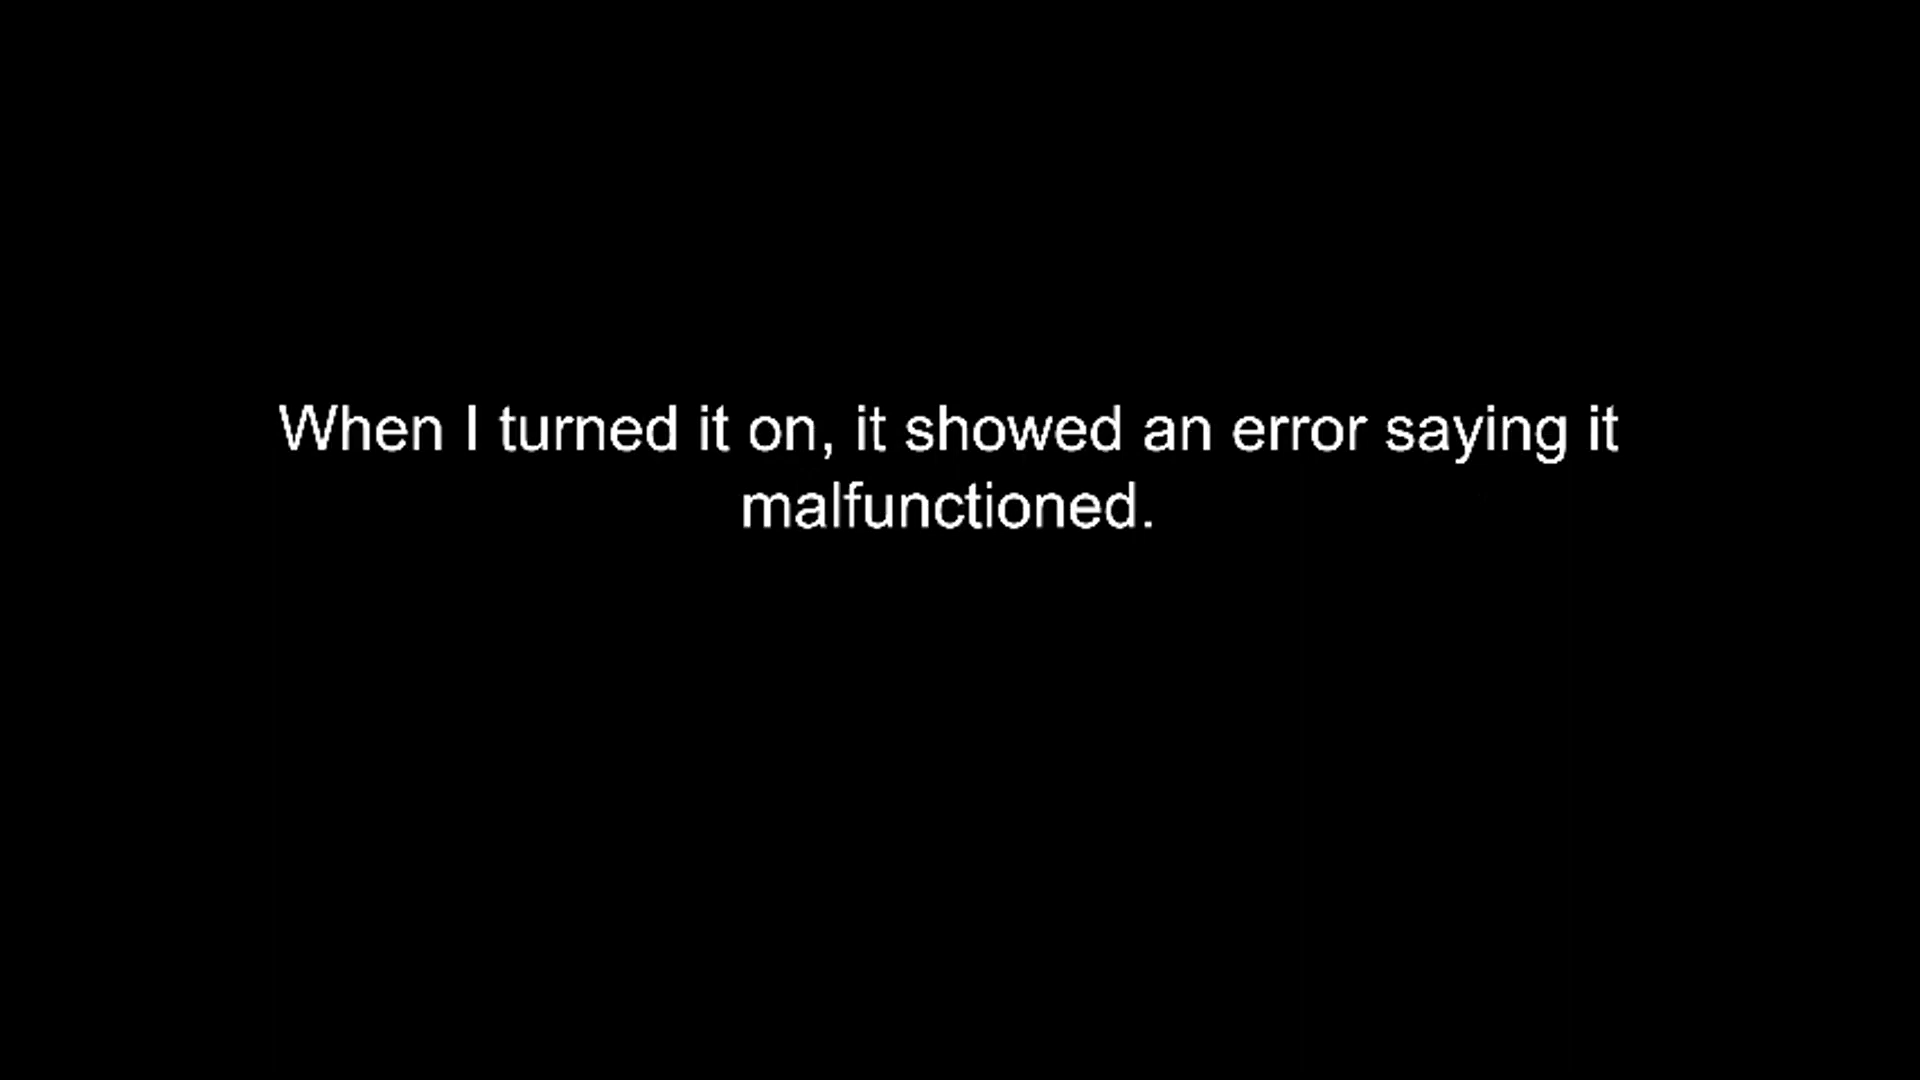 When I turned it on, it showed an error saying it
malfunctioned.